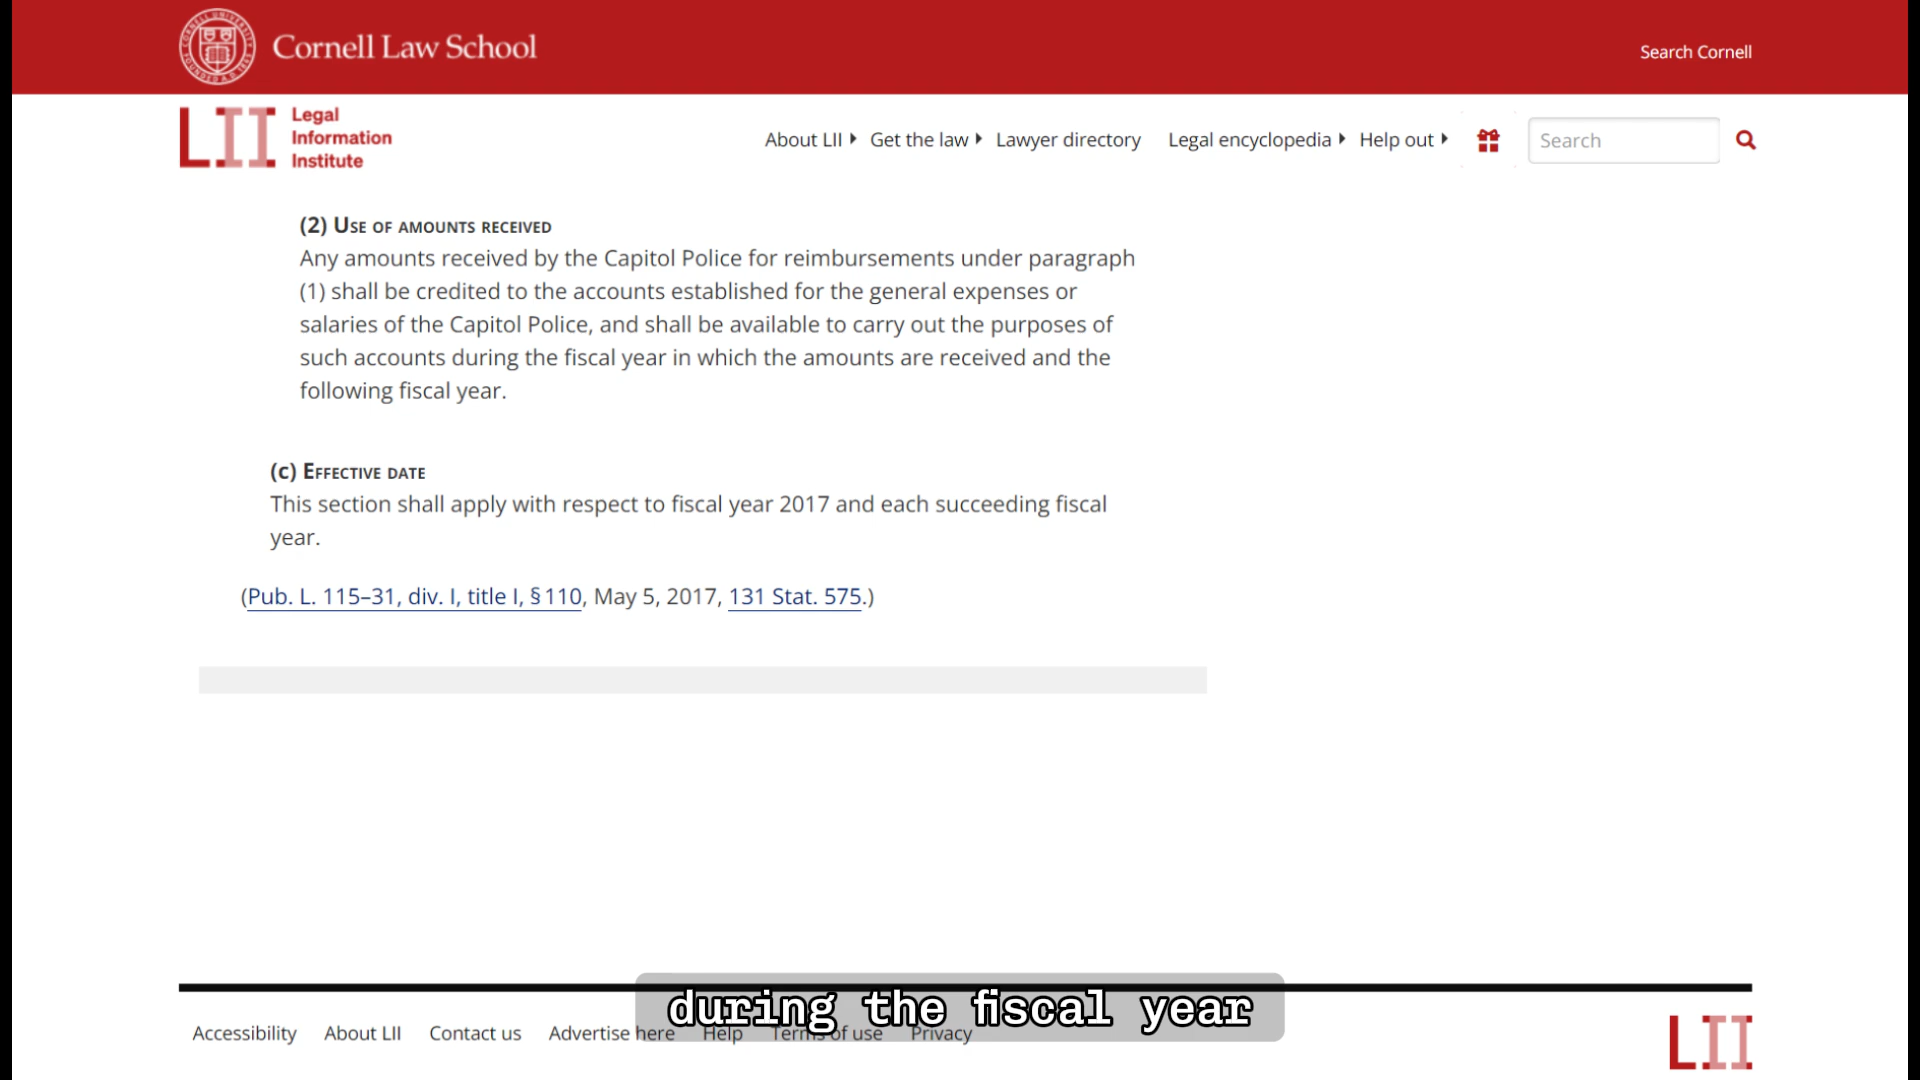 Cornell Law School
Search Cornell
LII Legal
Information
Institute
About LII Get the law Lawyer directory Legal encyclopedia Help out Search
(2) Use of amounts received
Any amounts received by the Capitol Police for reimbursements under paragraph
(1) shall be credited to the accounts established for the general expenses or
salaries of the Capitol Police, and shall be available to carry out the purposes of
such accounts during the fiscal year in which the amounts are received and the
following fiscal year.
(c) Effective date
This section shall apply with respect to fiscal year 2017 and each succeeding fiscal
year.
(Pub. L. 115–31, div. I, title I, § 110, May 5, 2017, 131 Stat. 575.)
during the fiscal year
Accessibility About LII Contact us Advertise here Help Terms of use Privacy
LII